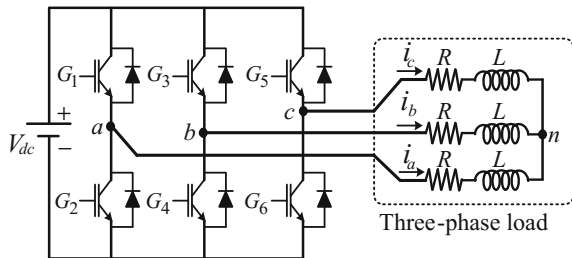 G1 G3 G5
ic R L
c
+
a
b
ib R L
n
Vdc
−
ia R L
G2 G4 G6
Three-phase load